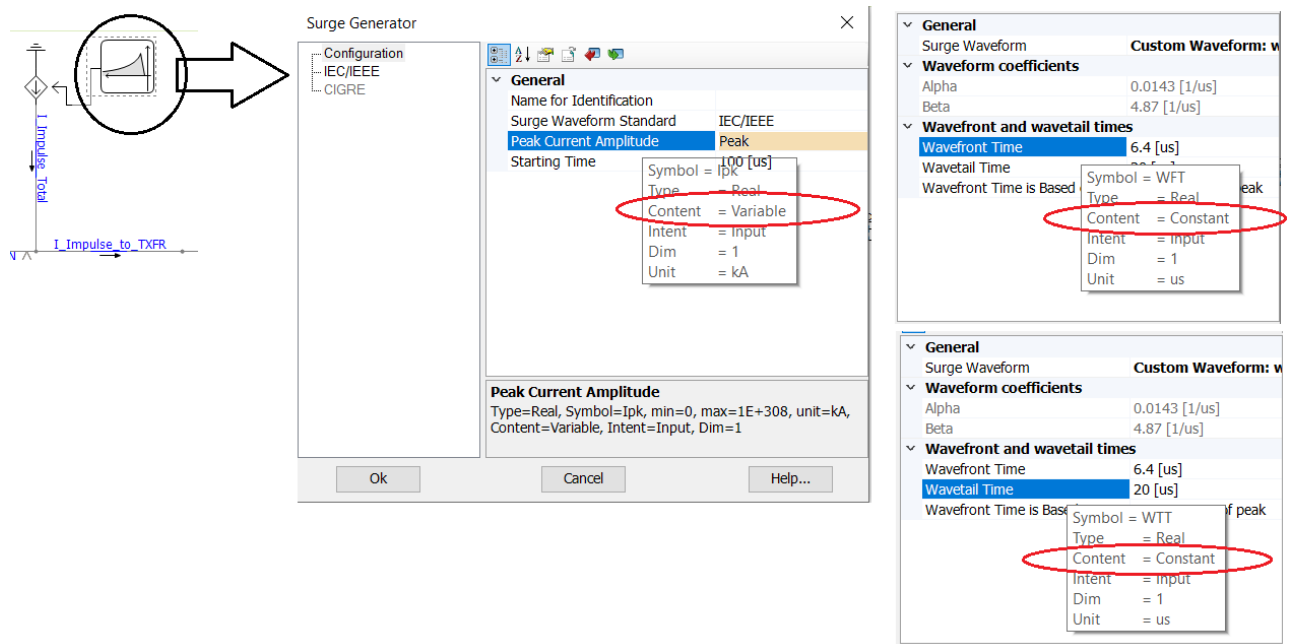 I_Impulse_Total
I_Impulse_to_TXFR
Surge Generator
Configuration
IEC/IEEE
CIGRE
General
Name for Identification
Surge Waveform Standard IEC/IEEE
Peak Current Amplitude Peak
Starting Time 100 [us]
Symbol = Ipk
Type = Real
Content = Variable
Intent = Input
Dim = 1
Unit = kA
Peak Current Amplitude
Type=Real, Symbol=Ipk, min=0, max=1E+308, unit=kA,
Content=Variable, Intent=Input, Dim=1
Ok
Cancel
Help...
General
Surge Waveform Custom Waveform: w
Waveform coefficients
Alpha 0.0143 [1/us]
Beta 4.87 [1/us]
Wavefront and wavetail times
Wavefront Time 6.4 [us]
Wavetail Time
Wavefront Time is Based eak
Symbol = WFT
Type = Real
Content = Constant
Intent = Input
Dim = 1
Unit = us
General
Surge Waveform Custom Waveform: w
Waveform coefficients
Alpha 0.0143 [1/us]
Beta 4.87 [1/us]
Wavefront and wavetail times
Wavefront Time 6.4 [us]
Wavetail Time 20 [us]
Wavefront Time is Base f peak
Symbol = WTT
Type = Real
Content = Constant
Intent = Input
Dim = 1
Unit = us